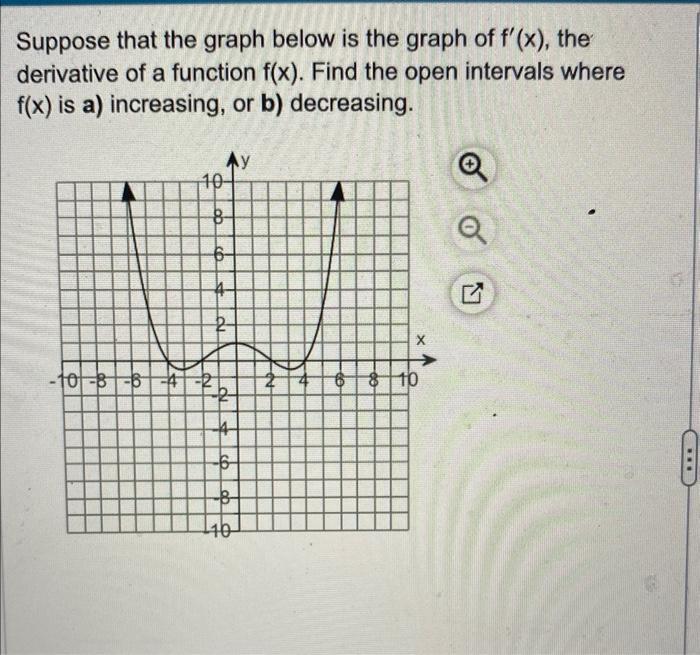 Suppose that the graph below is the graph of f'(x), the
derivative of a function f(x). Find the open intervals where
f(x) is a) increasing, or b) decreasing.
y
10
8
6
4
2
x
-10 -8 -6 -4 -2 2 4 6 8 10
-2
-4
-6
-8
-10